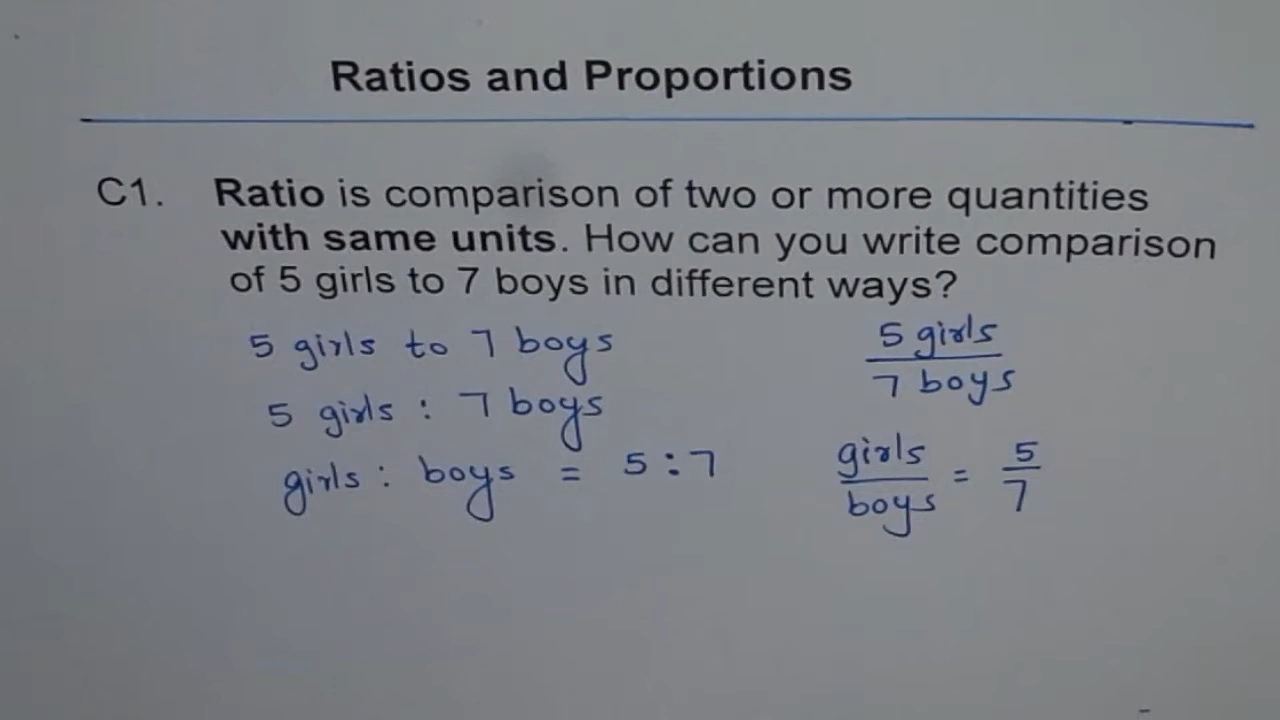 Ratios and Proportions
C1. Ratio is comparison of two or more quantities
with same units. How can you write comparison
of 5 girls to 7 boys in different ways?
5 girls to 7 boys
5 girls : 7 boys
girls : boys = 5 : 7
5 girls
7 boys
girls
boys
=
5
7